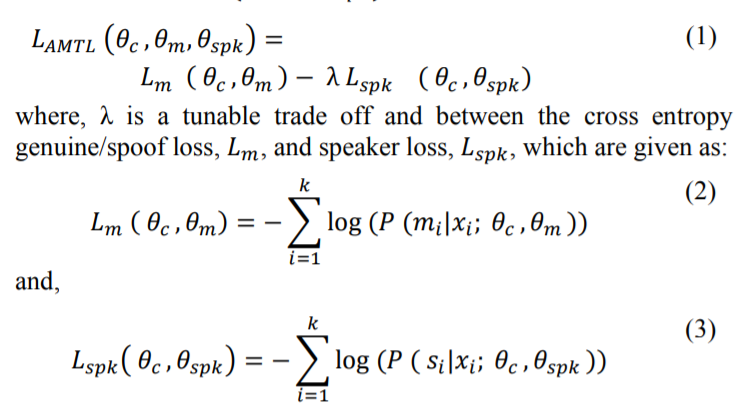 L_AMTL (θ_c, θ_m, θ_spk) = (1)
L_m (θ_c, θ_m) − λ L_spk (θ_c, θ_spk)
where, λ is a tunable trade off and between the cross entropy
genuine/spoof loss, L_m, and speaker loss, L_spk, which are given as:
L_m (θ_c, θ_m) = − ∑_{i=1}^{k} log (P (m_i|x_i; θ_c, θ_m)) (2)
and,
L_spk(θ_c, θ_spk) = − ∑_{i=1}^{k} log (P (s_i|x_i; θ_c, θ_spk)) (3)